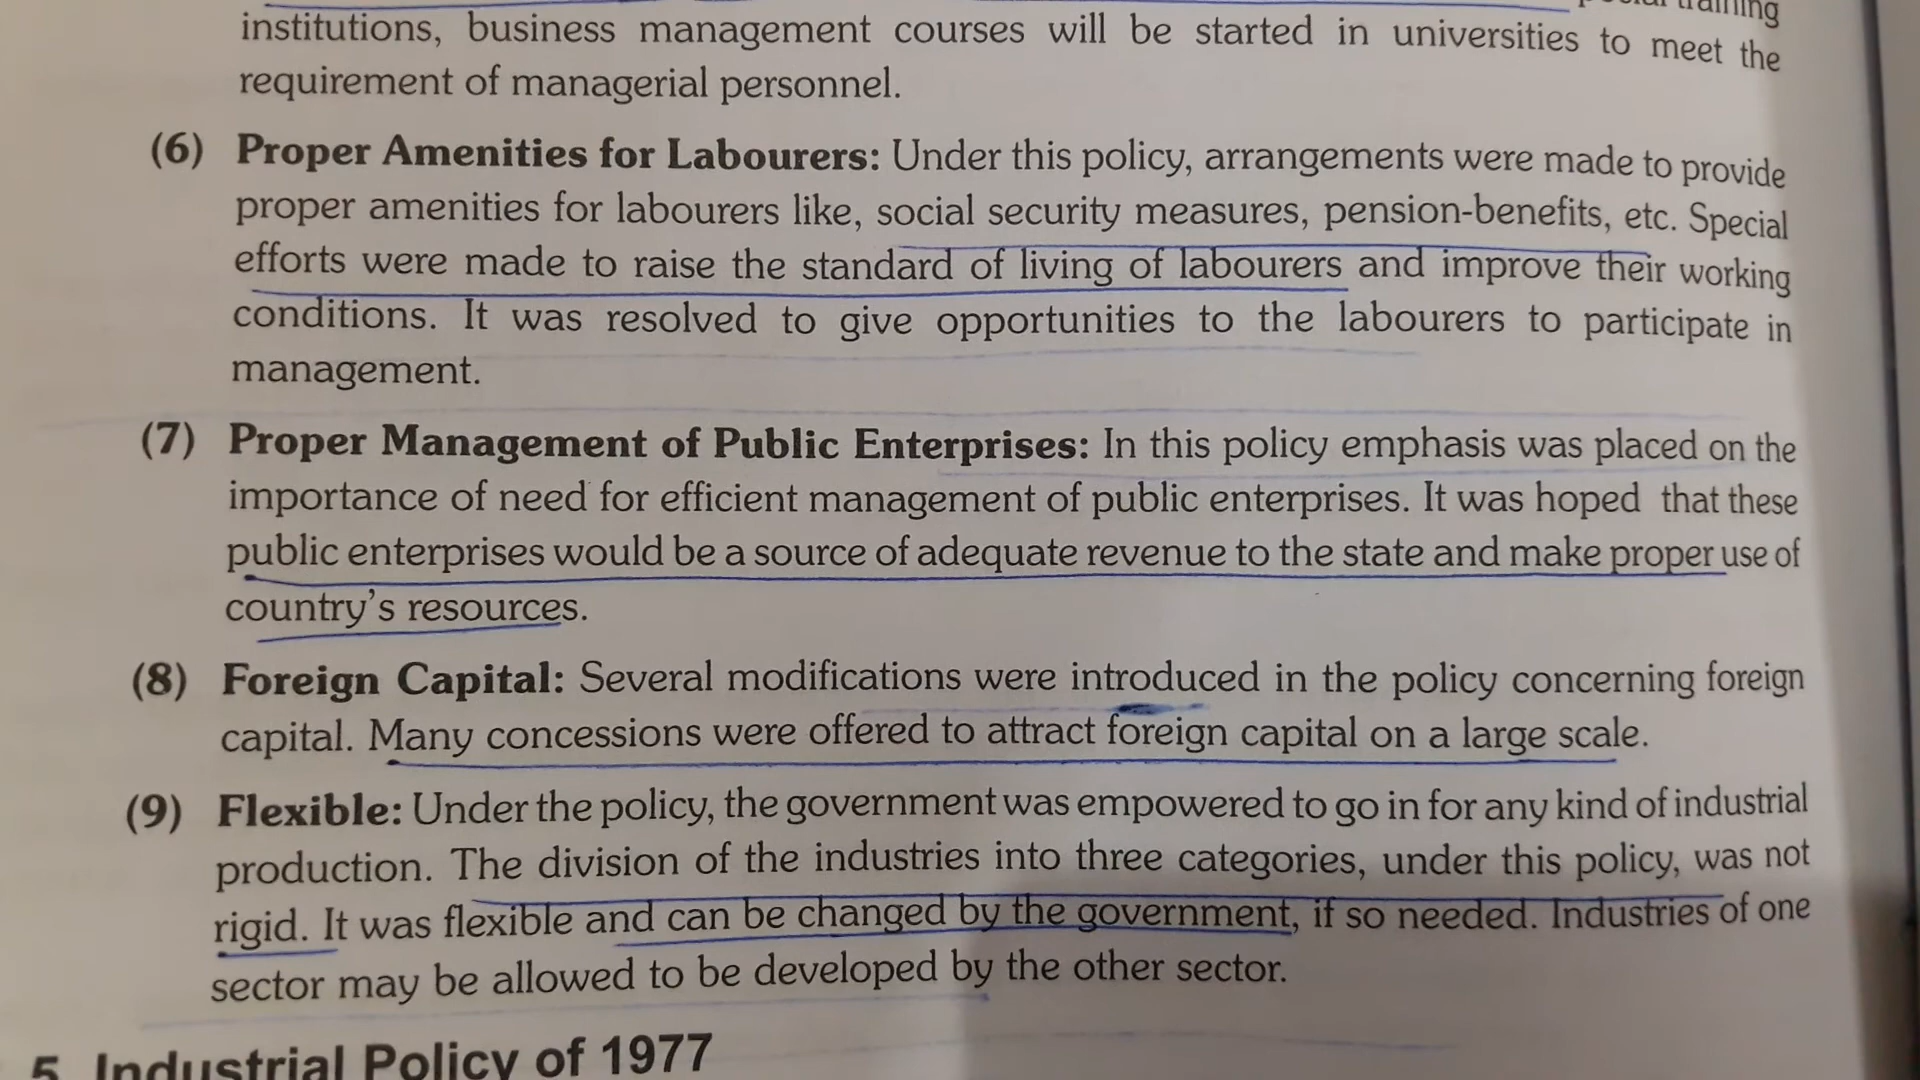 training
institutions, business management courses will be started in universities to meet the
requirement of managerial personnel.
(6) Proper Amenities for Labourers: Under this policy, arrangements were made to provide
proper amenities for labourers like, social security measures, pension-benefits, etc. Special
efforts were made to raise the standard of living of labourers and improve their working
conditions. It was resolved to give opportunities to the labourers to participate in
management.
(7) Proper Management of Public Enterprises: In this policy emphasis was placed on the
importance of need for efficient management of public enterprises. It was hoped that these
public enterprises would be a source of adequate revenue to the state and make proper use of
country's resources.
(8) Foreign Capital: Several modifications were introduced in the policy concerning foreign
capital. Many concessions were offered to attract foreign capital on a large scale.
(9) Flexible: Under the policy, the government was empowered to go in for any kind of industrial
production. The division of the industries into three categories, under this policy, was not
rigid. It was flexible and can be changed by the government, if so needed. Industries of one
sector may be allowed to be developed by the other sector.
5. Industrial Policy of 1977